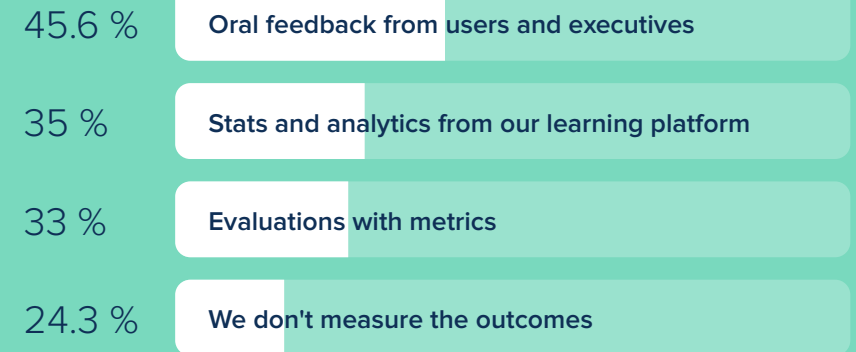 45.6 % Oral feedback from users and executives
35 % Stats and analytics from our learning platform
33 % Evaluations with metrics
24.3 % We don't measure the outcomes